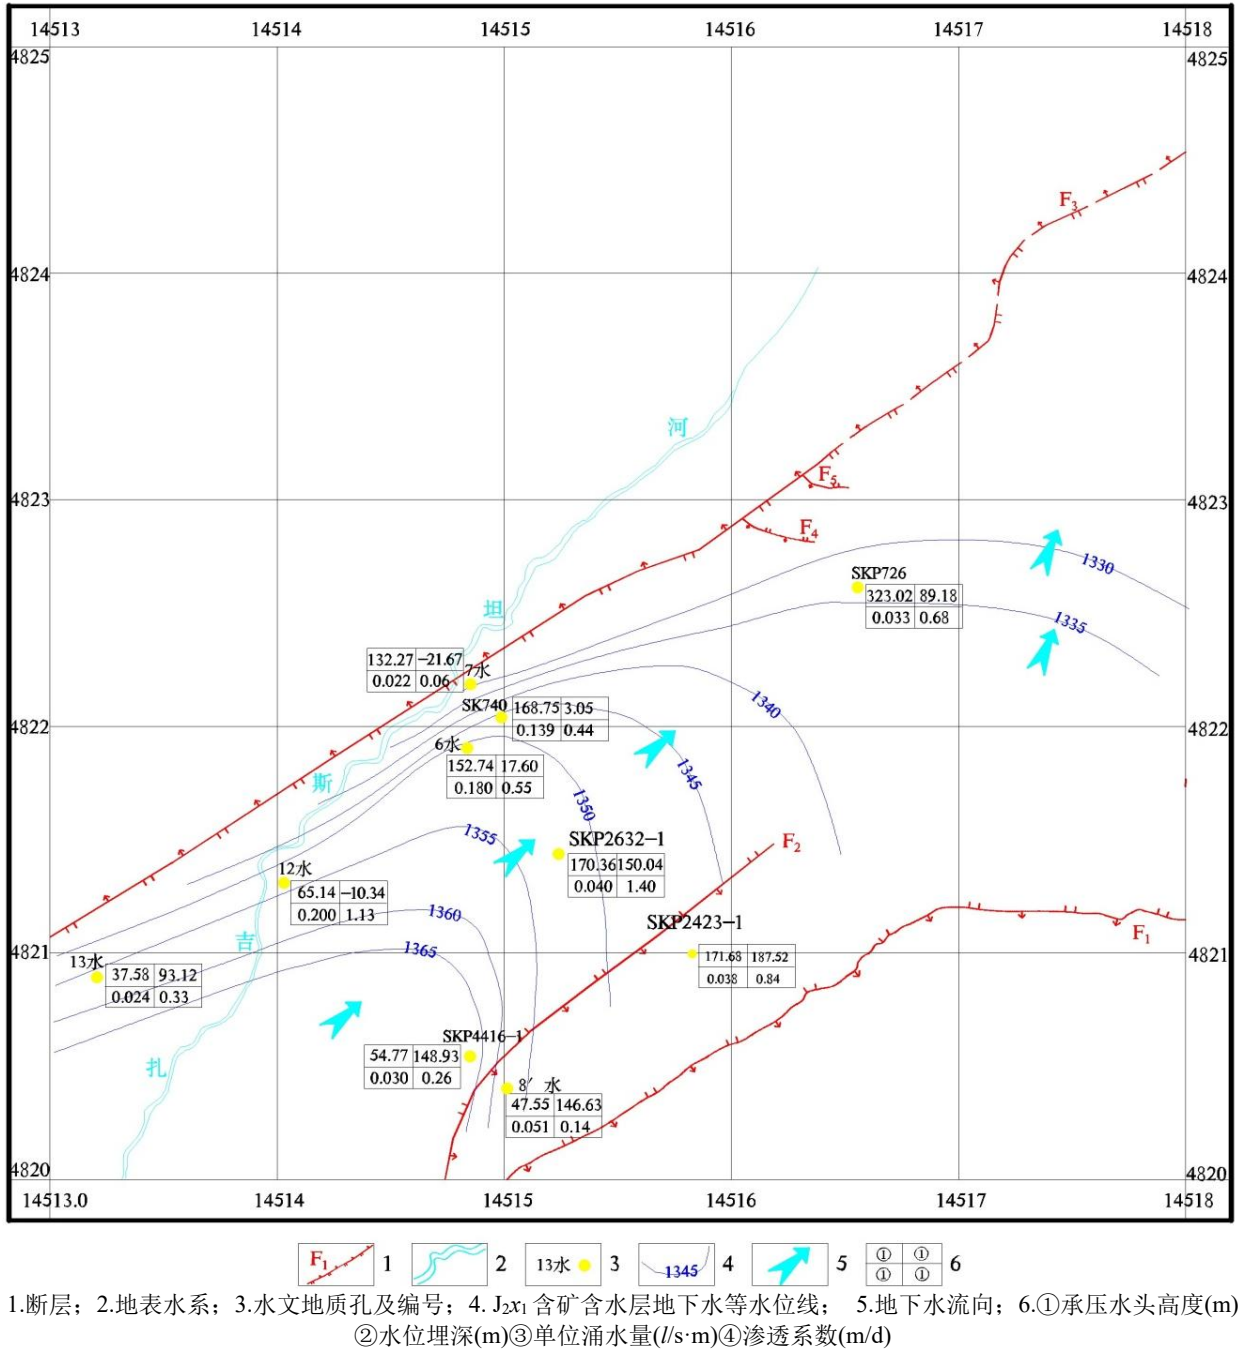 14513 14514 14515 14516 14517 14518
4825 4825
F3
4824 4824
河
4823 4823
F5
F4
1330
SKP726
323.02 89.18
0.033 0.68
1335
坦
132.27 −21.67
0.022 0.06
7水
SK740
168.75 3.05
0.139 0.44
1340
4822 4822
6水
152.74 17.60
0.180 0.55
1345
斯
1350
1355
SKP2632−1
170.36 150.04
0.040 1.40
F2
12水
65.14 −10.34
0.200 1.13
1360
SKP2423−1
171.68 187.52
0.038 0.84
F1
吉
1365
4821 4821
13水
37.58 93.12
0.024 0.33
SKP4416−1
54.77 148.93
0.030 0.26
扎
8′ 水
47.55 146.63
0.051 0.14
4820 4820
14513.0 14514 14515 14516 14517 14518
F1 1 2 13水 3 1345 4 5 ① ① 6
① ①
1.断层；2.地表水系；3.水文地质孔及编号；4. J2x1 含矿含水层地下水等水位线； 5.地下水流向；6.①承压水头高度(m)
②水位埋深(m)③单位涌水量(l/s·m)④渗透系数(m/d)